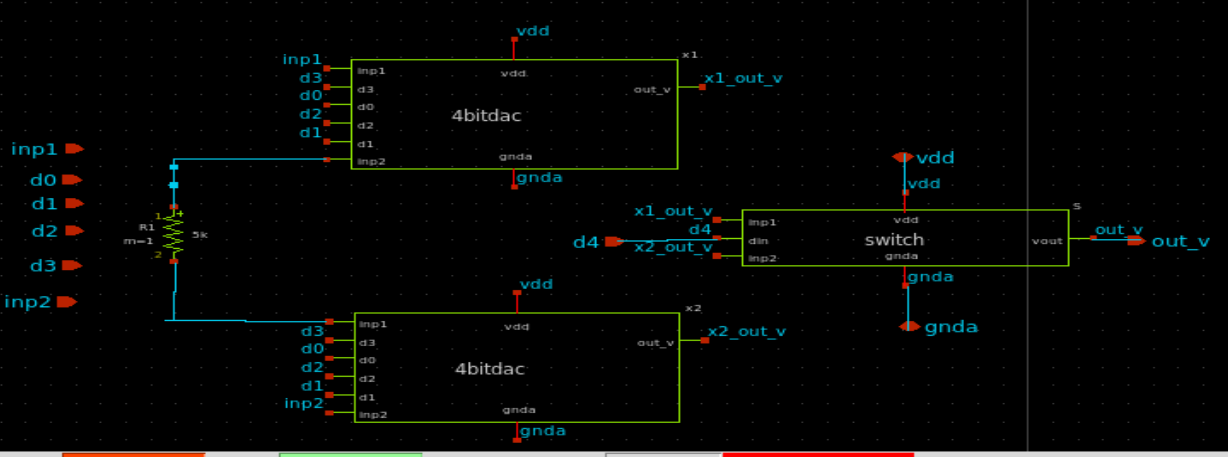 inp1
d0
d1
d2
d3
inp2
1
+
R1
5k
m=1
2
vdd
x1
inp1
d3
d0
d2
d1
inp1
d3
d0
d2
d1
inp2
vdd
4bitdac
gnda
out_v
x1_out_v
gnda
vdd
x2
d3
d0
d2
d1
inp2
inp1
d3
d0
d2
d1
inp2
vdd
4bitdac
gnda
out_v
x2_out_v
gnda
vdd
vdd
x1_out_v
d4
d4
x2_out_v
inp1
din
inp2
vdd
switch
gnda
vout
out_v
out_v
gnda
gnda